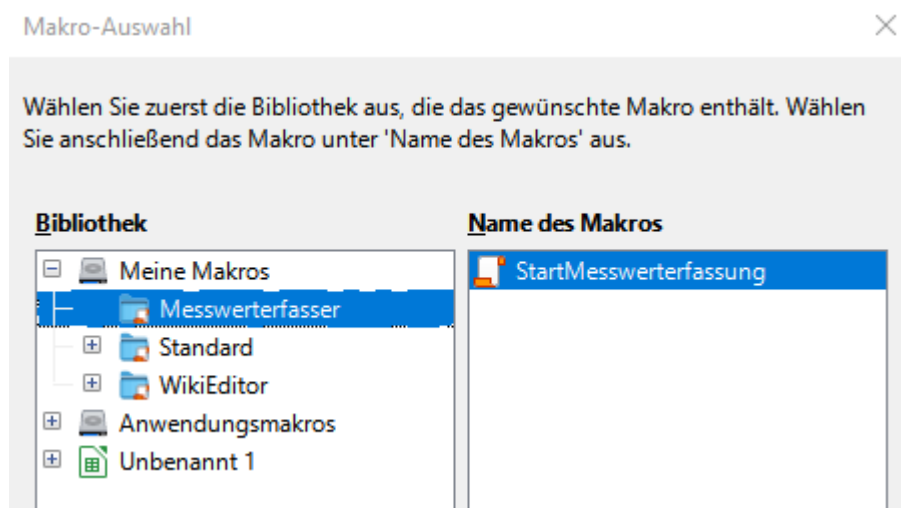 Makro-Auswahl
Wählen Sie zuerst die Bibliothek aus, die das gewünschte Makro enthält. Wählen
Sie anschließend das Makro unter 'Name des Makros' aus.
Bibliothek
Name des Makros
Meine Makros
StartMesswerterfassung
Messwerterfasser
Standard
WikiEditor
Anwendungsmakros
Unbenannt 1